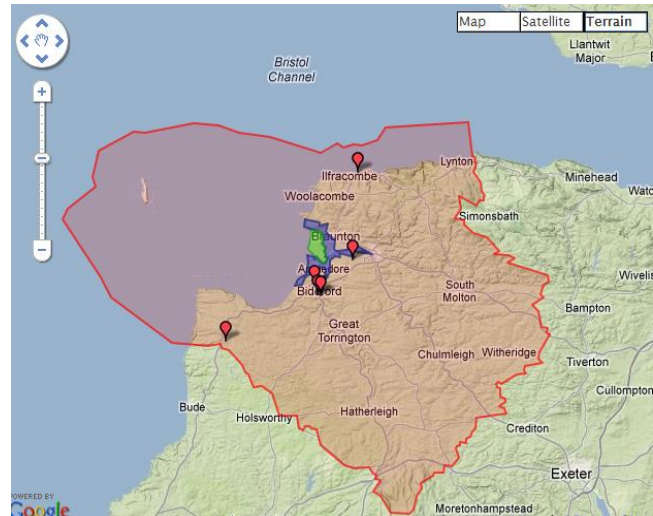 Map
Satellite
Terrain
Llantwit
Major
Bristol
Channel
Lynton
Ilfracombe
Minehead
Woolacombe
Simonsbath
Braunton
Appledore
Bideford
South
Molton
Bampton
Great
Torrington
Chulmleigh
Witheridge
Tiverton
Cullompton
Bude
Holsworthy
Hatherleigh
Crediton
Exeter
POWERED BY
Google
Moretonhampstead